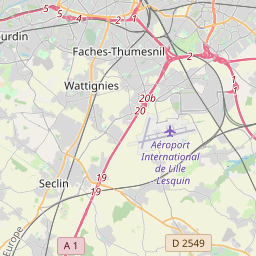 5
5
4
2
1
ourdin
Faches-Thumesnil
2
1
Wattignies
20b
20
Aéroport
International
de Lille
Lesquin
19
Seclin
19
Europe
A 1
D 2549